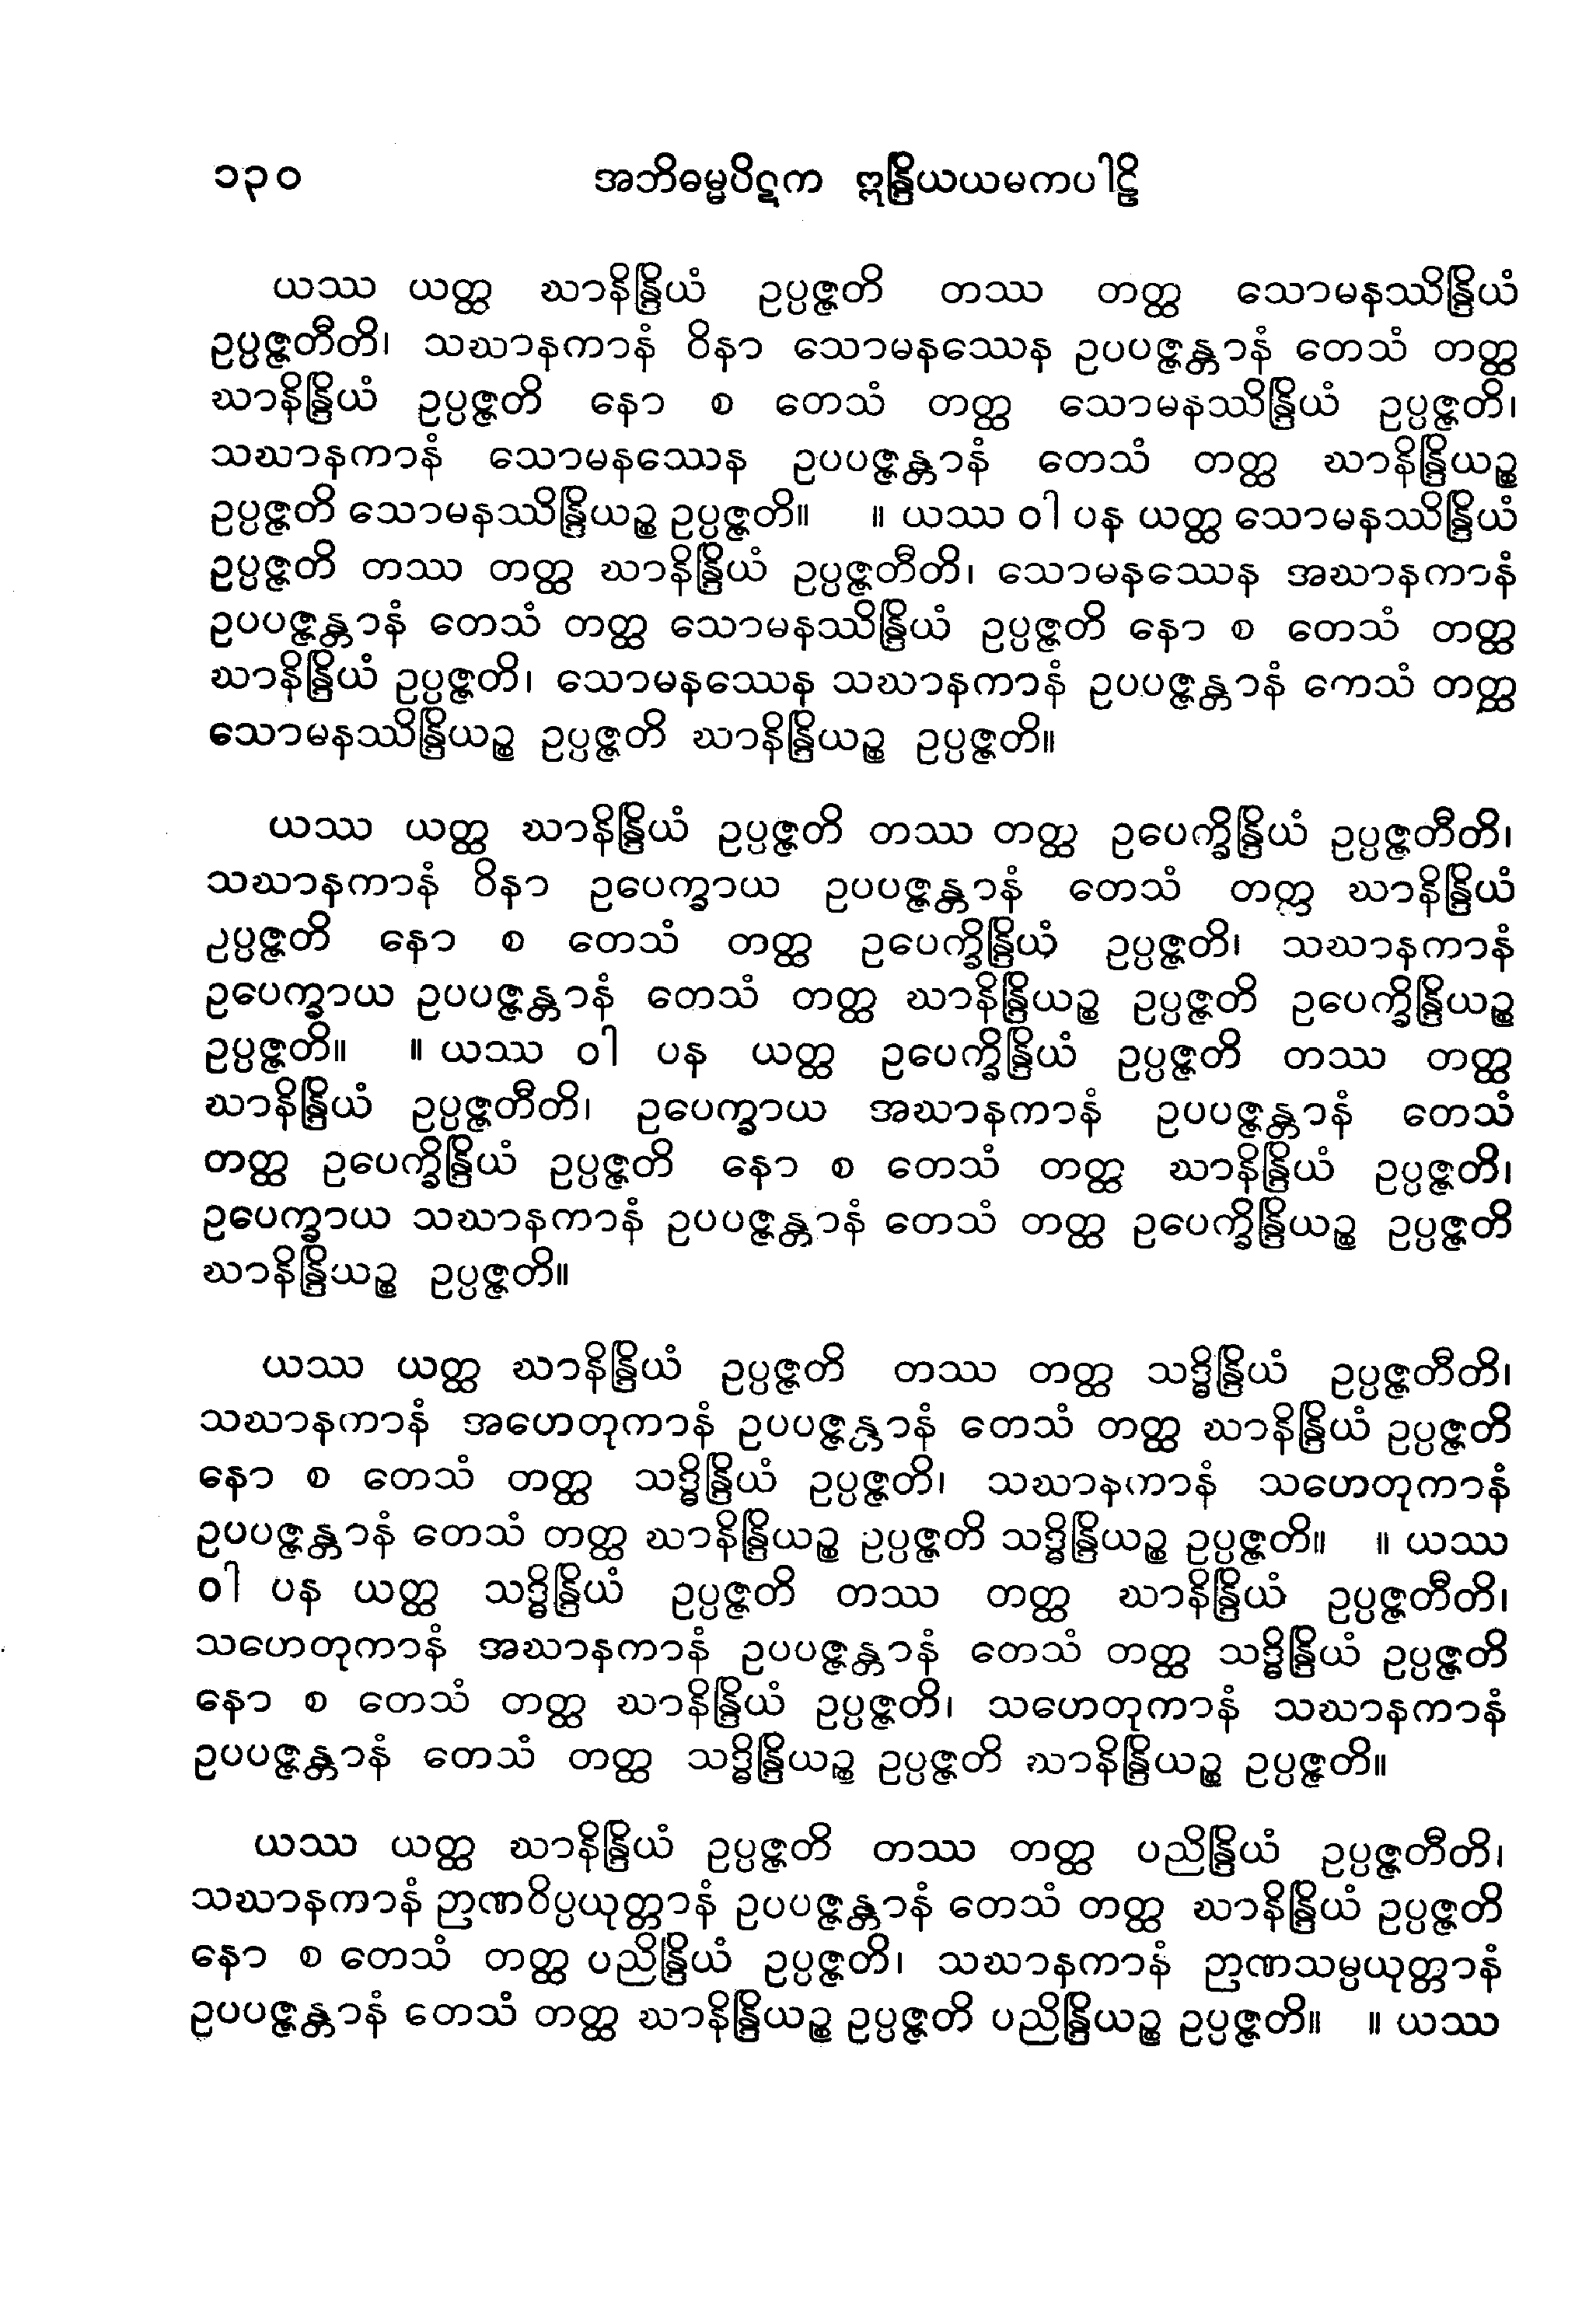 ၁၃၀ အဘိဓမ္မပိဋက ဣန္ဒြိယယမကပါဠိ
ယဿ ယတ္ထ ဃာနိန္ဒြိယံ ဥပ္ပဇ္ဇတိ တဿ တတ္ထ သောမနဿိန္ဒြိယံ
ဥပ္ပဇ္ဇတီတိ၊ သဃာနကာနံ ဝိနာ သောမနဿေန ဥပပဇ္ဇန္တာနံ တေသံ တတ္ထ
ဃာနိန္ဒြိယံ ဥပ္ပဇ္ဇတိ နော စ တေသံ တတ္ထ သောမနဿိန္ဒြိယံ ဥပ္ပဇ္ဇတိ၊
သဃာနကာနံ သောမနဿေန ဥပပဇ္ဇန္တာနံ တေသံ တတ္ထ ဃာနိန္ဒြိယဉ္စ
ဥပ္ပဇ္ဇတိ သောမနဿိန္ဒြိယဉ္စ ဥပ္ပဇ္ဇတိ။ ။ ယဿ ဝါ ပန ယတ္ထ သောမနဿိန္ဒြိယံ
ဥပ္ပဇ္ဇတိ တဿ တတ္ထ ဃာနိန္ဒြိယံ ဥပ္ပဇ္ဇတီတိ၊ သောမနဿေန အဃာနကာနံ
ဥပပဇ္ဇန္တာနံ တေသံ တတ္ထ သောမနဿိန္ဒြိယံ ဥပ္ပဇ္ဇတိ နော စ တေသံ တတ္ထ
ဃာနိန္ဒြိယံ ဥပ္ပဇ္ဇတိ၊ သောမနဿေန သဃာနကာနံ ဥပပဇ္ဇန္တာနံ ကေသံ တတ္ထ
သောမနဿိန္ဒြိယဉ္စ ဥပ္ပဇ္ဇတိ ဃာနိန္ဒြိယဉ္စ ဥပ္ပဇ္ဇတိ။
ယဿ ယတ္ထ ဃာနိန္ဒြိယံ ဥပ္ပဇ္ဇတိ တဿ တတ္ထ ဥပေက္ခိန္ဒြိယံ ဥပ္ပဇ္ဇတီတိ၊
သဃာနကာနံ ဝိနာ ဥပေက္ခာယ ဥပပဇ္ဇန္တာနံ တေသံ တတ္ထ ဃာနိန္ဒြိယံ
ဥပ္ပဇ္ဇတိ နော စ တေသံ တတ္ထ ဥပေက္ခိန္ဒြိယံ ဥပ္ပဇ္ဇတိ၊ သဃာနကာနံ
ဥပေက္ခာယ ဥပပဇ္ဇန္တာနံ တေသံ တတ္ထ ဃာနိန္ဒြိယဉ္စ ဥပ္ပဇ္ဇတိ ဥပေက္ခိန္ဒြိယဉ္စ
ဥပ္ပဇ္ဇတိ။ ။ ယဿ ဝါ ပန ယတ္ထ ဥပေက္ခိန္ဒြိယံ ဥပ္ပဇ္ဇတိ တဿ တတ္ထ
ဃာနိန္ဒြိယံ ဥပ္ပဇ္ဇတီတိ၊ ဥပေက္ခာယ အဃာနကာနံ ဥပပဇ္ဇန္တာနံ တေသံ
တတ္ထ ဥပေက္ခိန္ဒြိယံ ဥပ္ပဇ္ဇတိ နော စ တေသံ တတ္ထ ဃာနိန္ဒြိယံ ဥပ္ပဇ္ဇတိ၊
ဥပေက္ခာယ သဃာနကာနံ ဥပပဇ္ဇန္တာနံ တေသံ တတ္ထ ဥပေက္ခိန္ဒြိယဉ္စ ဥပ္ပဇ္ဇတိ
ဃာနိန္ဒြိယဉ္စ ဥပ္ပဇ္ဇတိ။
ယဿ ယတ္ထ ဃာနိန္ဒြိယံ ဥပ္ပဇ္ဇတိ တဿ တတ္ထ သဒ္ဓိန္ဒြိယံ ဥပ္ပဇ္ဇတီတိ၊
သဃာနကာနံ အဟေတုကာနံ ဥပပဇ္ဇန္တာနံ တေသံ တတ္ထ ဃာနိန္ဒြိယံ ဥပ္ပဇ္ဇတိ
နော စ တေသံ တတ္ထ သဒ္ဓိန္ဒြိယံ ဥပ္ပဇ္ဇတိ၊ သဃာနကာနံ သဟေတုကာနံ
ဥပပဇ္ဇန္တာနံ တေသံ တတ္ထ ဃာနိန္ဒြိယဉ္စ ဥပ္ပဇ္ဇတိ သဒ္ဓိန္ဒြိယဉ္စ ဥပ္ပဇ္ဇတိ။ ။ ယဿ
ဝါ ပန ယတ္ထ သဒ္ဓိန္ဒြိယံ ဥပ္ပဇ္ဇတိ တဿ တတ္ထ ဃာနိန္ဒြိယံ ဥပ္ပဇ္ဇတီတိ၊
သဟေတုကာနံ အဃာနကာနံ ဥပပဇ္ဇန္တာနံ တေသံ တတ္ထ သဒ္ဓိန္ဒြိယံ ဥပ္ပဇ္ဇတိ
နော စ တေသံ တတ္ထ ဃာနိန္ဒြိယံ ဥပ္ပဇ္ဇတိ၊ သဟေတုကာနံ သဃာနကာနံ
ဥပပဇ္ဇန္တာနံ တေသံ တတ္ထ သဒ္ဓိန္ဒြိယဉ္စ ဥပ္ပဇ္ဇတိ ဃာနိန္ဒြိယဉ္စ ဥပ္ပဇ္ဇတိ။
ယဿ ယတ္ထ ဃာနိန္ဒြိယံ ဥပ္ပဇ္ဇတိ တဿ တတ္ထ ပညိန္ဒြိယံ ဥပ္ပဇ္ဇတီတိ၊
သဃာနကာနံ ဉာဏဝိပ္ပယုတ္တာနံ ဥပပဇ္ဇန္တာနံ တေသံ တတ္ထ ဃာနိန္ဒြိယံ ဥပ္ပဇ္ဇတိ
နော စ တေသံ တတ္ထ ပညိန္ဒြိယံ ဥပ္ပဇ္ဇတိ၊ သဃာနကာနံ ဉာဏသမ္ပယုတ္တာနံ
ဥပပဇ္ဇန္တာနံ တေသံ တတ္ထ ဃာနိန္ဒြိယဉ္စ ဥပ္ပဇ္ဇတိ ပညိန္ဒြိယဉ္စ ဥပ္ပဇ္ဇတိ။ ။ ယဿ